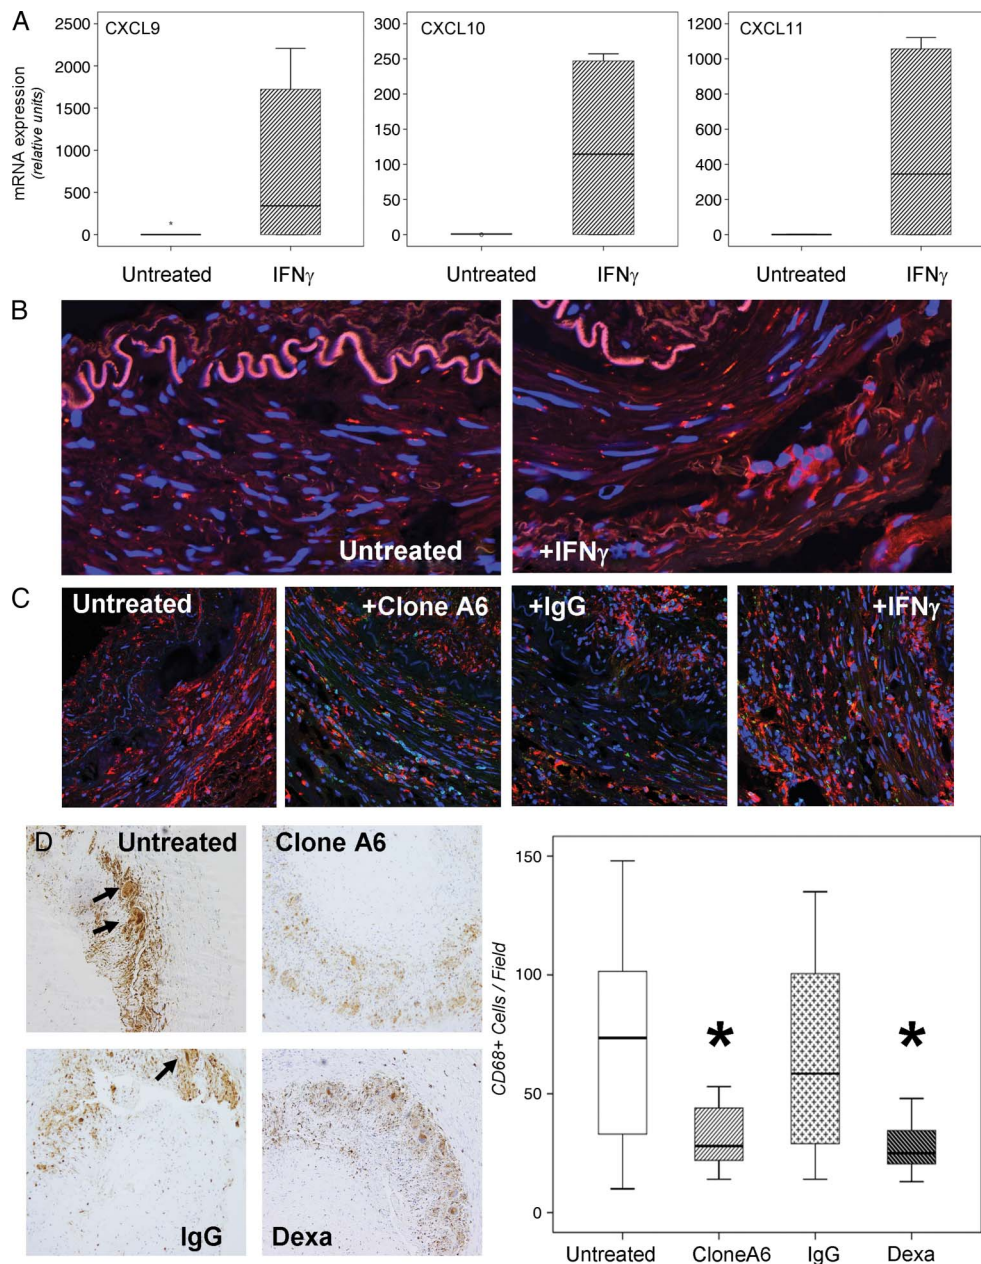 A
CXCL9
CXCL10
CXCL11
mRNA expression
(relative units)
2500
2000
1500
1000
500
0
300
250
200
150
100
50
0
1200
1000
800
600
400
200
0
Untreated
IFNγ
Untreated
IFNγ
Untreated
IFNγ
B
Untreated
+IFNγ
C
Untreated
+Clone A6
+IgG
+IFNγ
D
Untreated
Clone A6
IgG
Dexa
CD68+ Cells / Field
150
100
50
0
*
*
Untreated
CloneA6
IgG
Dexa